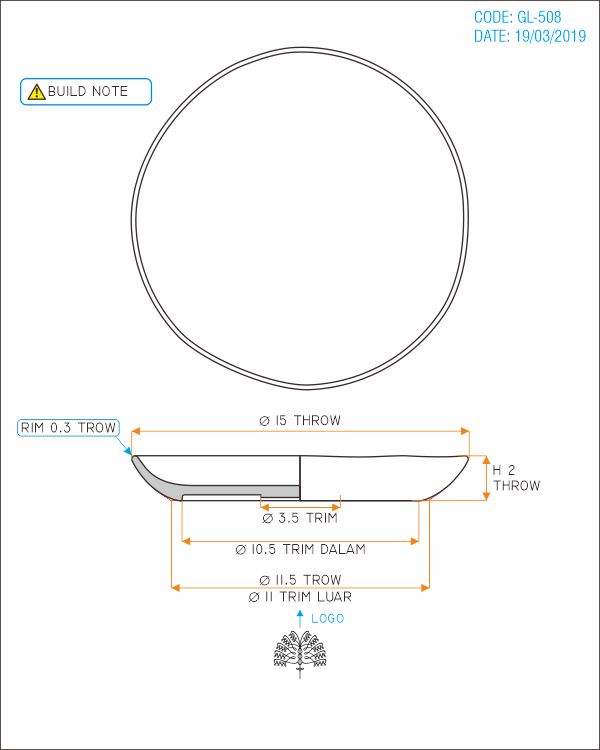 CODE: GL-508
DATE: 19/03/2019
BUILD NOTE
Ø 15 THROW
RIM 0.3 TROW
H 2
THROW
Ø 3.5 TRIM
Ø 10.5 TRIM DALAM
Ø 11.5 TROW
Ø 11 TRIM LUAR
LOGO